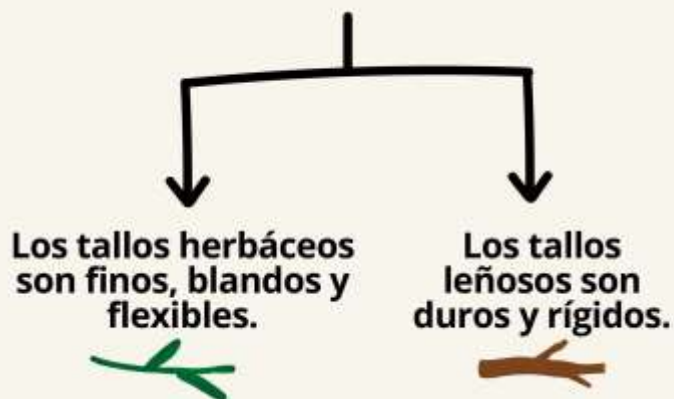 Los tallos herbáceos
son finos, blandos y
flexibles.
Los tallos
leñosos son
duros y rígidos.